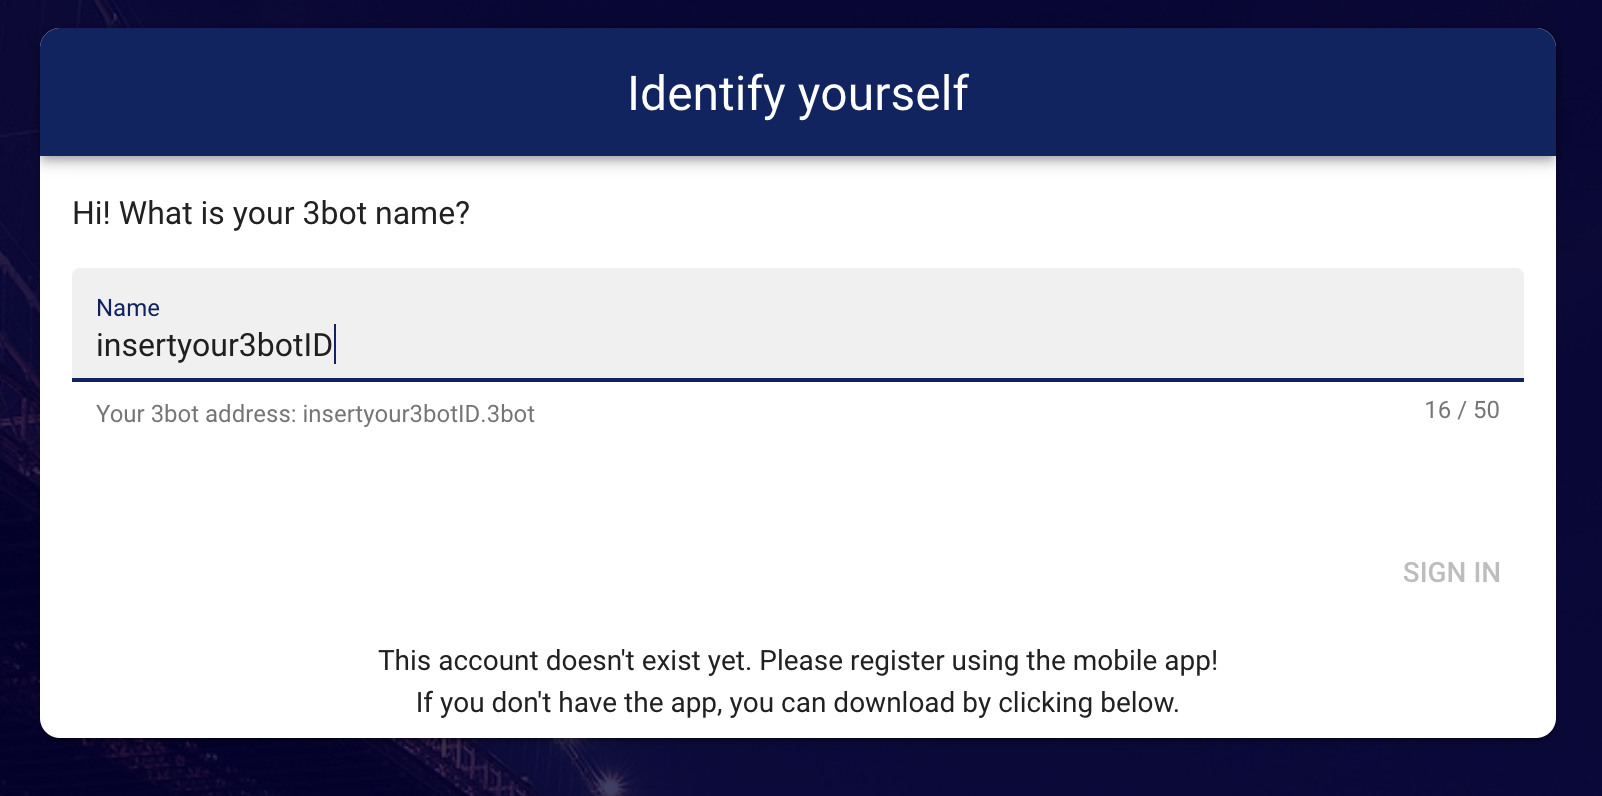 Identify yourself
Hi! What is your 3bot name?
Name
insertyour3botID
Your 3bot address: insertyour3botID.3bot
16 / 50
SIGN IN
This account doesn't exist yet. Please register using the mobile app!
If you don't have the app, you can download by clicking below.